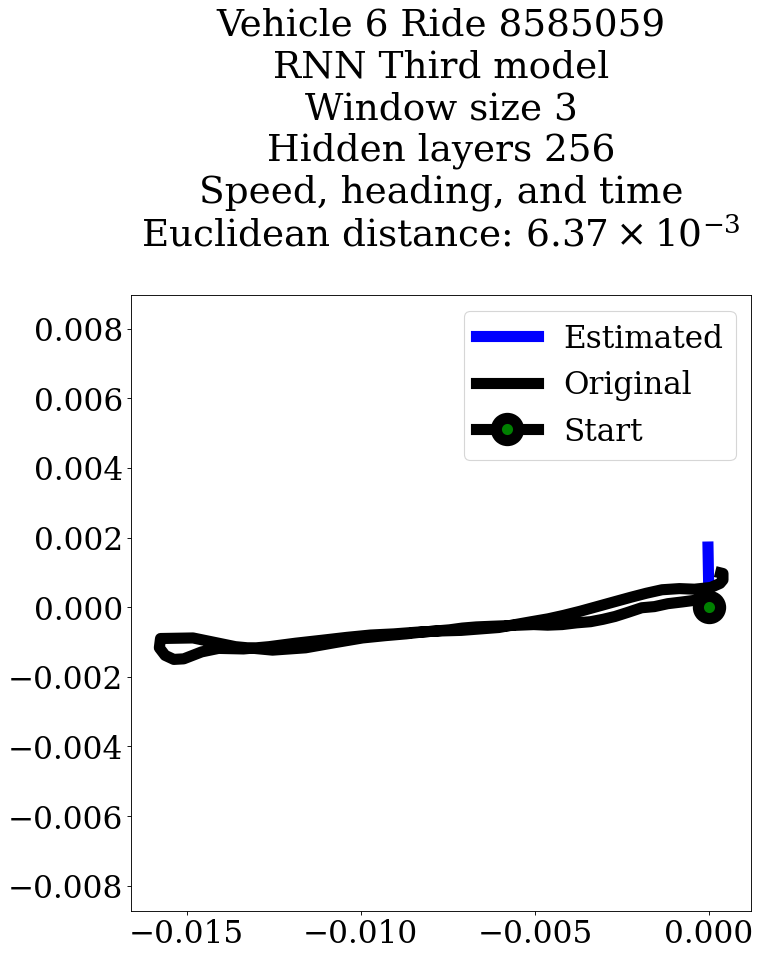 Vehicle 6 Ride 8585059
RNN Third model
Window size 3
Hidden layers 256
Speed, heading, and time
Euclidean distance: 6.37 × 10⁻³
Estimated
Original
Start
0.008
0.006
0.004
0.002
0.000
−0.002
−0.004
−0.006
−0.008
−0.015 −0.010 −0.005 0.000